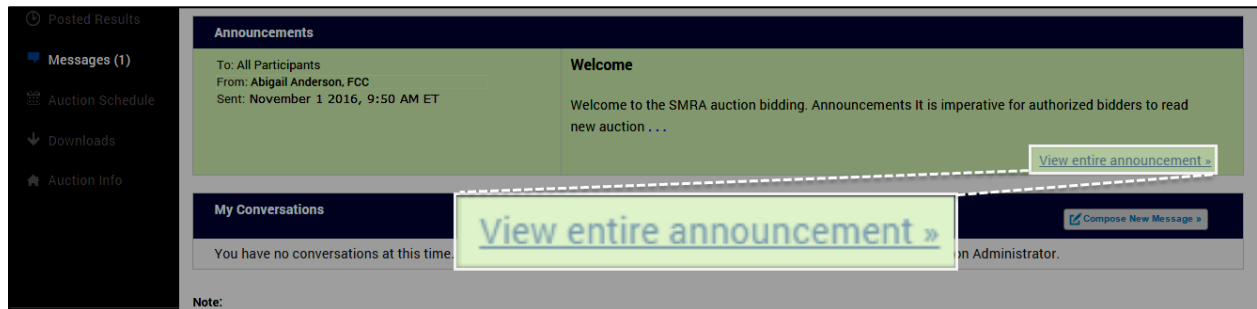 Posted Results
Messages (1)
Auction Schedule
Downloads
Auction Info
Announcements
To: All Participants
From: Abigail Anderson, FCC
Sent: November 1 2016, 9:50 AM ET
Welcome
Welcome to the SMRA auction bidding. Announcements It is imperative for authorized bidders to read
new auction . . .
View entire announcement »
My Conversations
Compose New Message »
View entire announcement »
You have no conversations at this time. on Administrator.
Note: